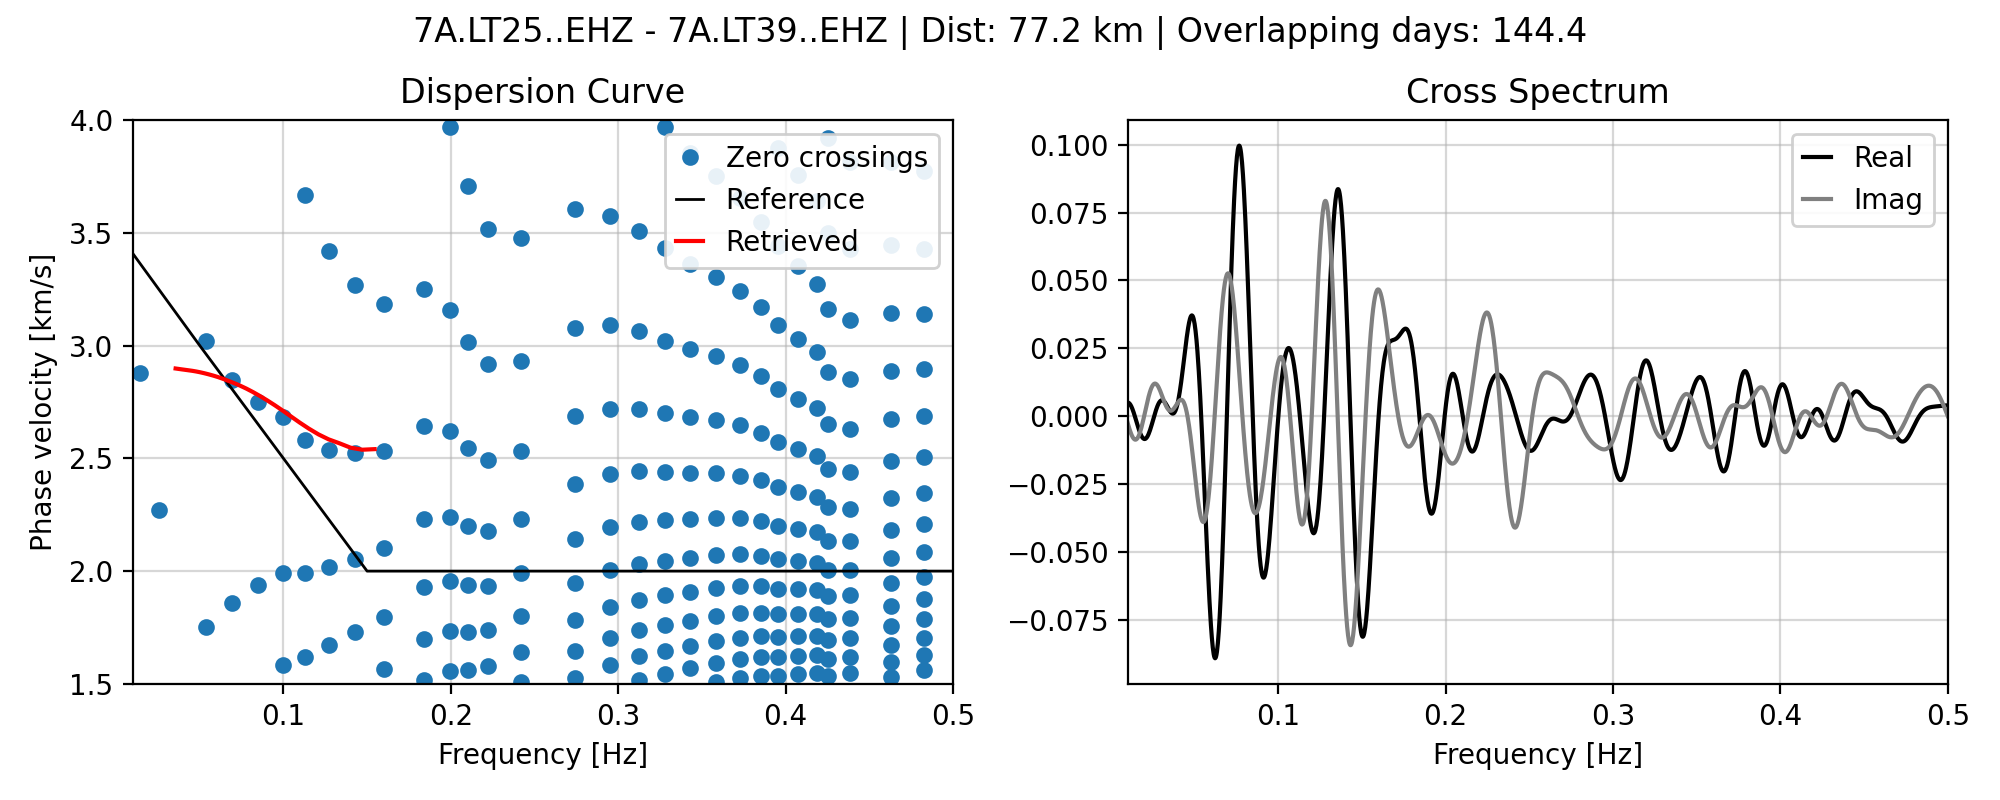 7A.LT25..EHZ - 7A.LT39..EHZ | Dist: 77.2 km | Overlapping days: 144.4
Dispersion Curve
4.0
3.5
3.0
2.5
2.0
1.5
Phase velocity [km/s]
Zero crossings
Reference
Retrieved
0.1 0.2 0.3 0.4 0.5
Frequency [Hz]
Cross Spectrum
0.100
0.075
0.050
0.025
0.000
−0.025
−0.050
−0.075
Real
Imag
0.1 0.2 0.3 0.4 0.5
Frequency [Hz]